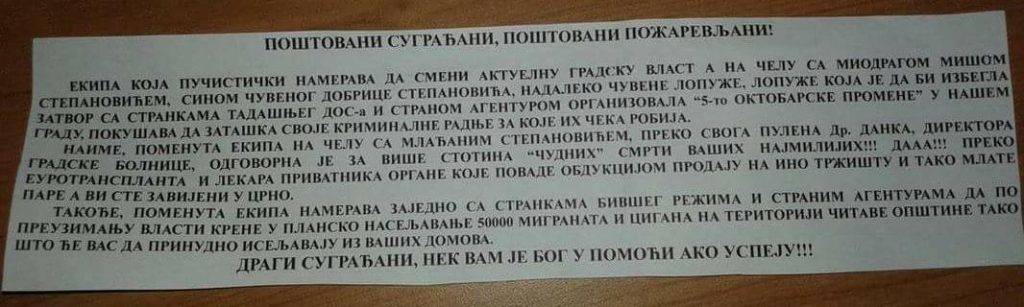 ПОШТОВАНИ СУГРАЂАНИ, ПОШТОВАНИ ПОЖАРЕВЉАНИ!
ЕКИПА КОЈА ПУЧИСТИЧКИ НАМЕРАВА ДА СМЕНИ АКТУЕЛНУ ГРАДСКУ ВЛАСТ А НА ЧЕЛУ СА МИОДРАГОМ МИШОМ
СТЕПАНОВИЋЕМ, СИНОМ ЧУВЕНОГ ДОБРИЦЕ СТЕПАНОВИЋА, НАДАЛЕКО ЧУВЕНЕ ЛОПУЖЕ, ЛОПУЖЕ КОЈА ЈЕ ДА БИ ИЗБЕГЛА
ЗАТВОР СА СТРАНКАМА ТАДАШЊЕГ ДОС-а И СТРАНОМ АГЕНТУРОМ ОРГАНИЗОВАЛА “5-то ОКТОБАРСКЕ ПРОМЕНЕ” У НАШЕМ
ГРАДУ, ПОКУШАВА ДА ЗАТАШКА СВОЈЕ КРИМИНАЛНЕ РАДЊЕ ЗА КОЈЕ ИХ ЧЕКА РОБИЈА.
НАИМЕ, ПОМЕНУТА ЕКИПА НА ЧЕЛУ СА МЛАЂАНИМ СТЕПАНОВИЋЕМ, ПРЕКО СВОГА ПУЛЕНА Др. ДАНКА, ДИРЕКТОРА
ГРАДСКЕ БОЛНИЦЕ, ОДГОВОРНА ЈЕ ЗА ВИШЕ СТОТИНА “ЧУДНИХ” СМРТИ ВАШИХ НАЈМИЛИЈИХ!!! ДААА!!! ПРЕКО
ЕУРОТРАНСПЛАНТА И ЛЕКАРА ПРИВАТНИКА ОРГАНЕ КОЈЕ ПОВАДЕ ОБДУКЦИЈОМ ПРОДАЈУ НА ИНО ТРЖИШТУ И ТАКО МЛАТЕ
ПАРЕ А ВИ СТЕ ЗАВИЈЕНИ У ЦРНО.
ТАКОЂЕ, ПОМЕНУТА ЕКИПА НАМЕРАВА ЗАЈЕДНО СА СТРАНКАМА БИВШЕГ РЕЖИМА И СТРАНИМ АГЕНТУРАМА ДА ПО
ПРЕУЗИМАЊУ ВЛАСТИ КРЕНЕ У ПЛАНСКО НАСЕЉАВАЊЕ 50000 МИГРАНАТА И ЦИГАНА НА ТЕРИТОРИЈИ ЧИТАВЕ ОПШТИНЕ ТАКО
ШТО ЋЕ ВАС ДА ПРИНУДНО ИСЕЉАВАЈУ ИЗ ВАШИХ ДОМОВА.
ДРАГИ СУГРАЂАНИ, НЕК ВАМ ЈЕ БОГ У ПОМОЋИ АКО УСПЕЈУ!!!